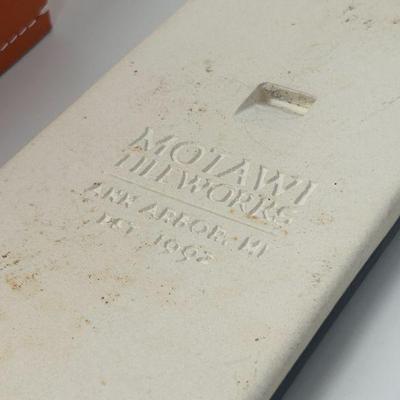 MOTAWI
TILEWORKS
ANN ARBOR, MI
EST 1992